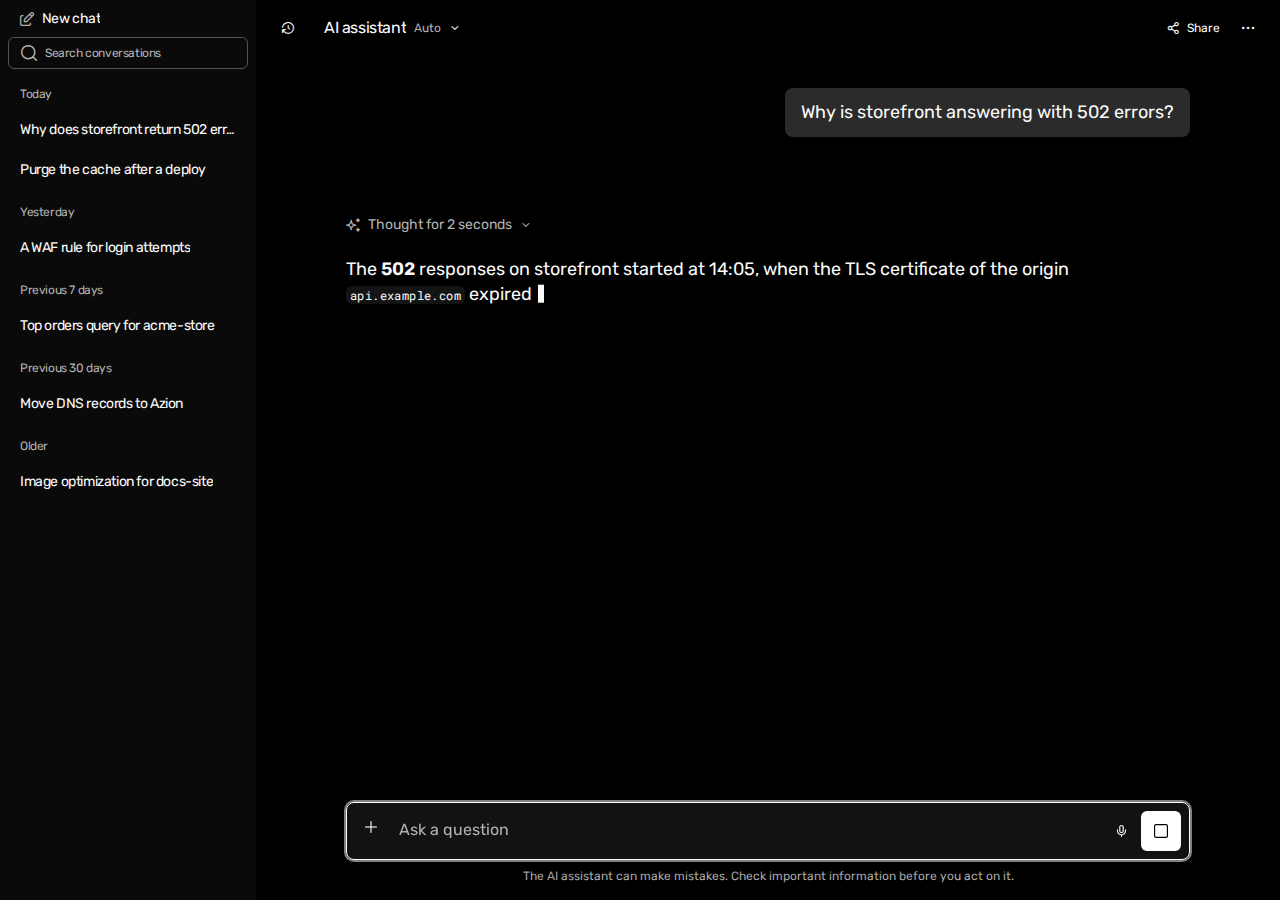 New chat
Search conversations
Today
Why does storefront return 502 err...
Purge the cache after a deploy
Yesterday
A WAF rule for login attempts
Previous 7 days
Top orders query for acme-store
Previous 30 days
Move DNS records to Azion
Older
Image optimization for docs-site
AI assistant Auto
Share
Why is storefront answering with 502 errors?
Thought for 2 seconds
The 502 responses on storefront started at 14:05, when the TLS certificate of the origin
api.example.com expired
Ask a question
The AI assistant can make mistakes. Check important information before you act on it.